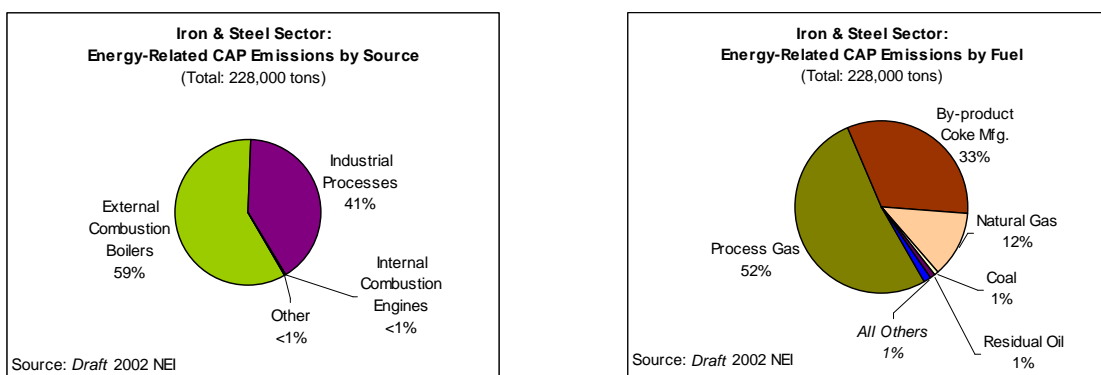 Iron & Steel Sector:
Energy-Related CAP Emissions by Source
(Total: 228,000 tons)
Industrial
Processes
41%
External
Combustion
Boilers
59%
Internal
Combustion
Engines
<1%
Other
<1%
Source: Draft 2002 NEI
Iron & Steel Sector:
Energy-Related CAP Emissions by Fuel
(Total: 228,000 tons)
By-product
Coke Mfg.
33%
Natural Gas
12%
Process Gas
52%
Coal
1%
All Others
1%
Residual Oil
1%
Source: Draft 2002 NEI